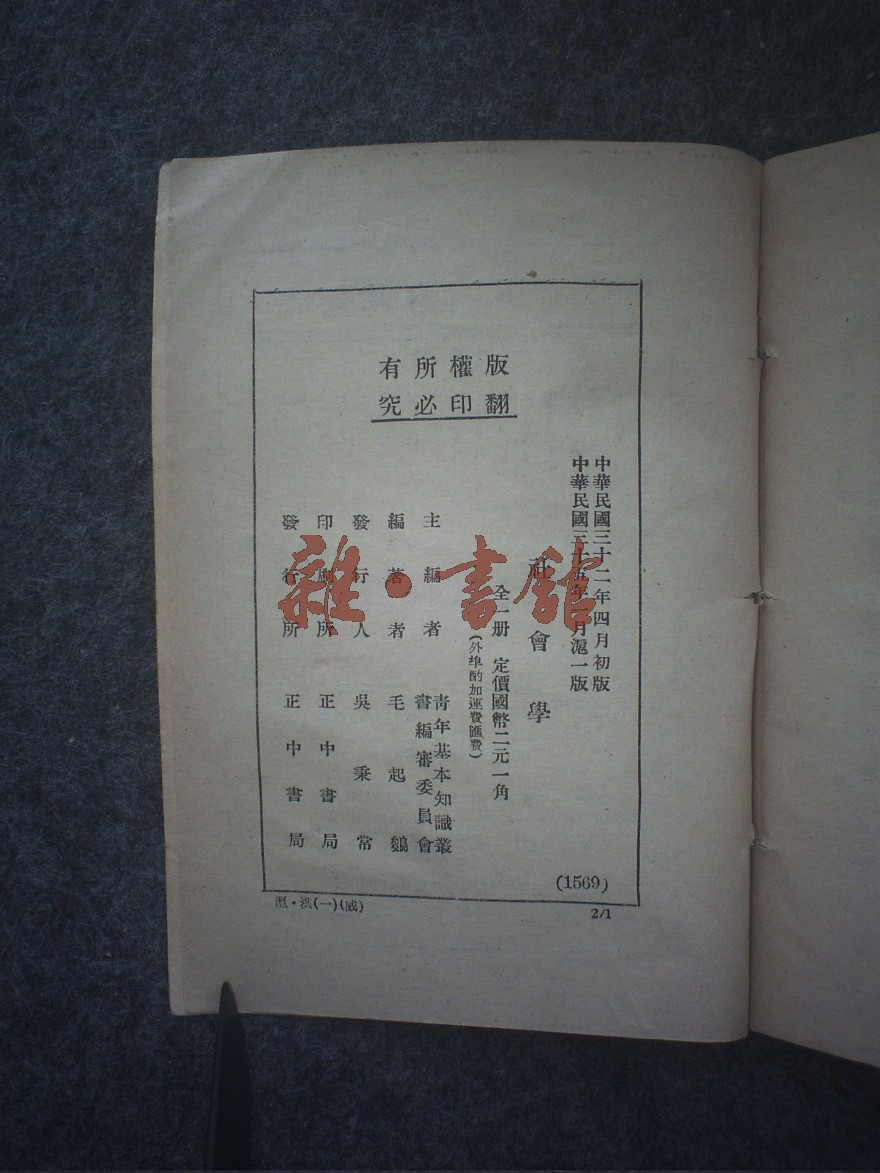 版權所有
翻印必究
中華民國三十二年四月初版
中華民國三十五年一月滬一版
社會學
全一册　定價國幣二元一角
(外埠酌加運費匯費)
主編者　青年基本知識叢書編審委員會
編著者　毛起鵕
發行人　吳秉常
印刷所　正中書局
發行所　正中書局
(1569)
滬・洪(一)(威)
2/1
雜・書館